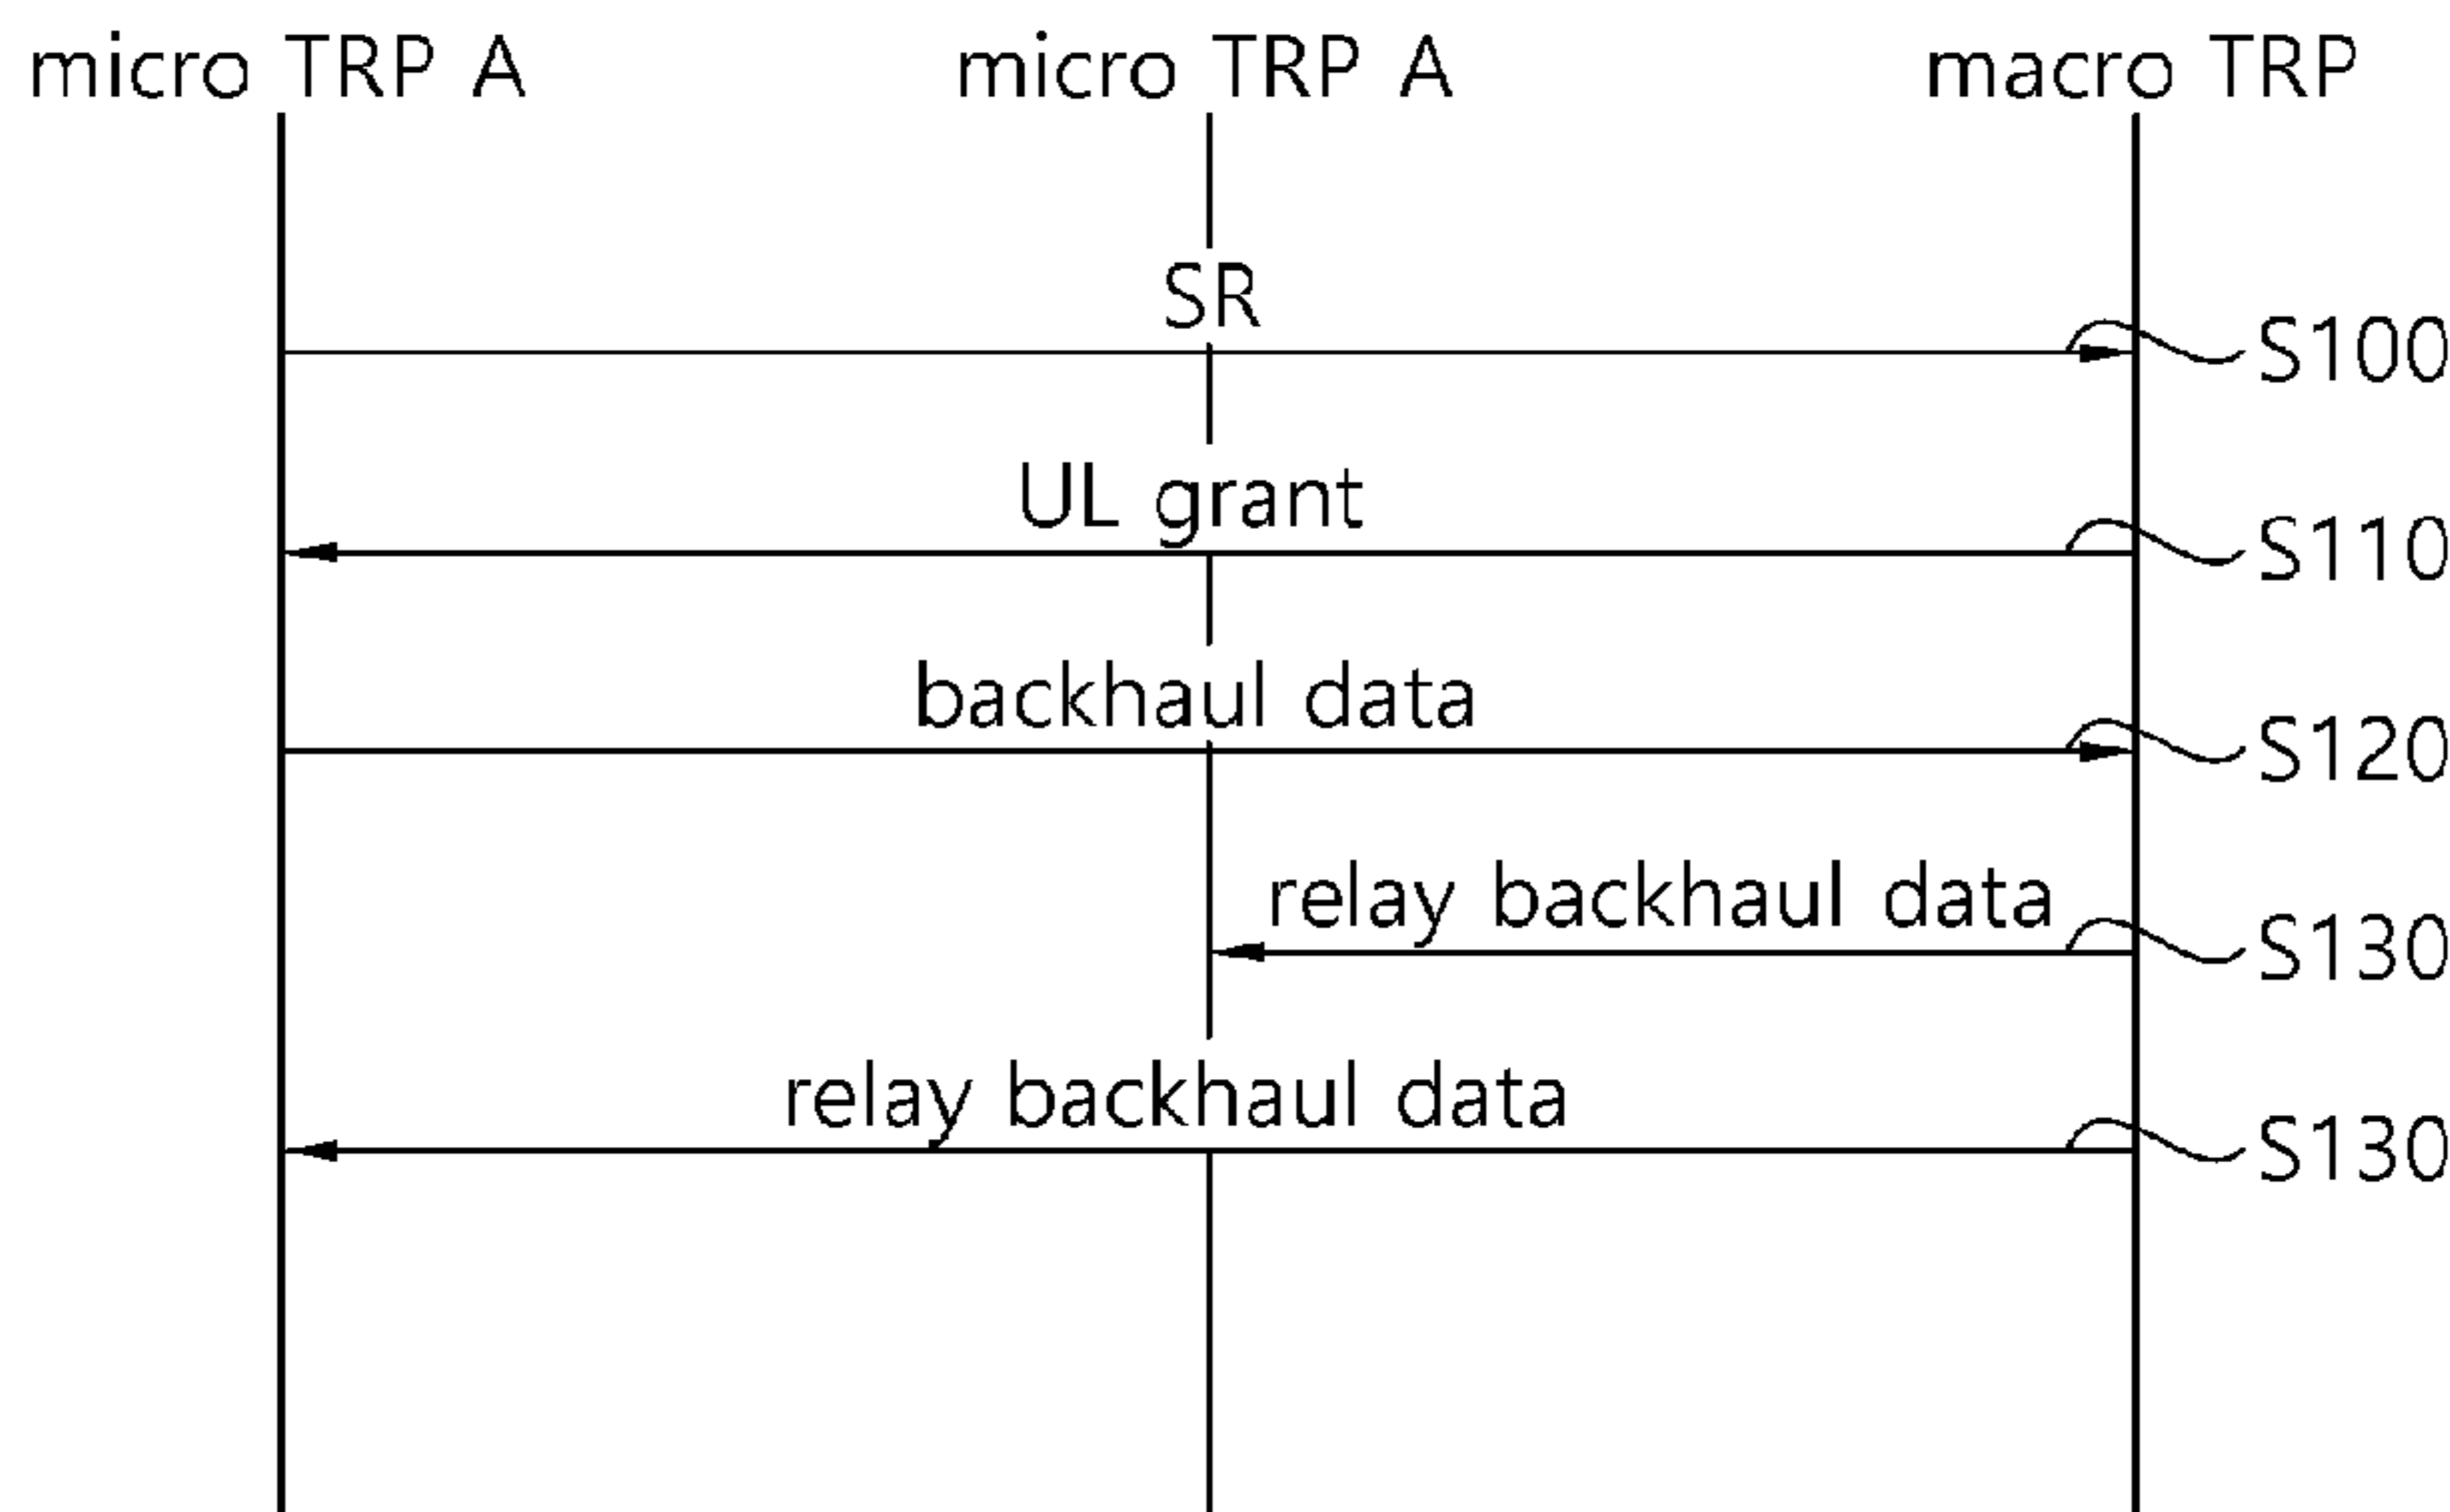 micro TRP A micro TRP A macro TRP
SR
S100
UL grant
S110
backhaul data
S120
relay backhaul data
S130
relay backhaul data
S130